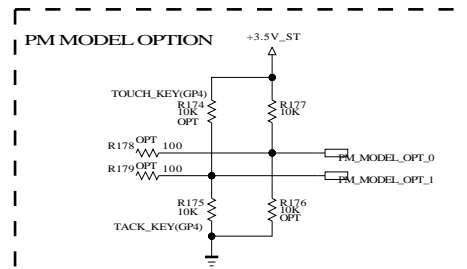 PM MODEL OPTION
+3.5V_ST
TOUCH_KEY(GP4)
R174
10K
OPT
R177
10K
R178
OPT
100
PM_MODEL_OPT_0
R179
OPT
100
PM_MODEL_OPT_1
R175
10K
R176
10K
OPT
TACK_KEY(GP4)